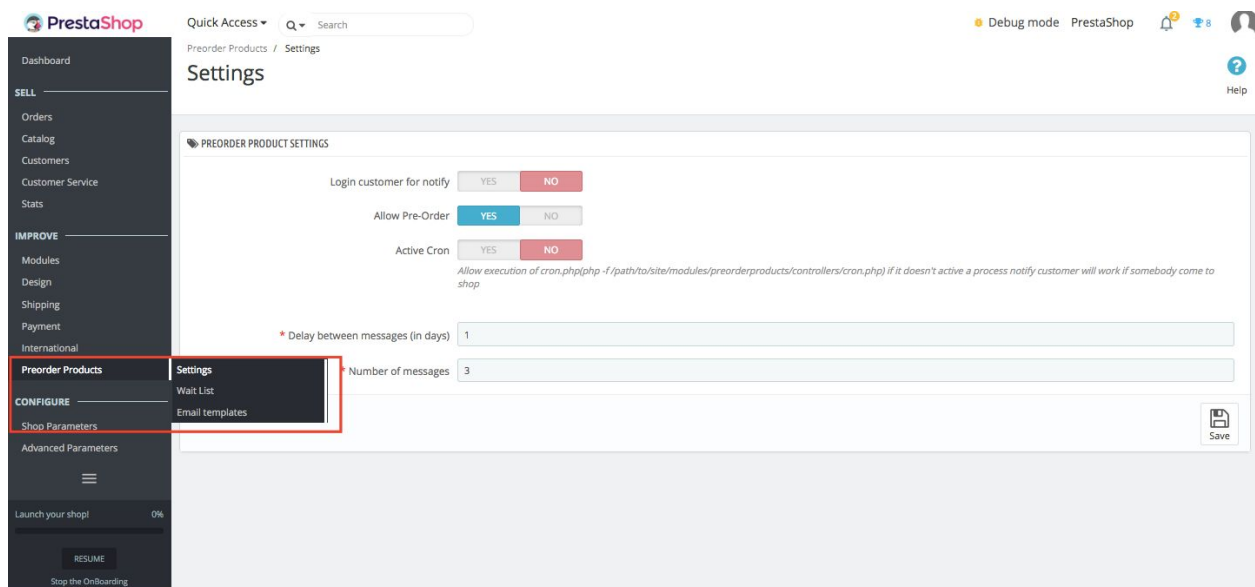 PrestaShop
Quick Access
Search
Debug mode PrestaShop 2 8
Preorder Products / Settings
Settings
Help
Dashboard
SELL
Orders
Catalog
Customers
Customer Service
Stats
IMPROVE
Modules
Design
Shipping
Payment
International
Preorder Products
Settings
Wait List
Email templates
CONFIGURE
Shop Parameters
Advanced Parameters
Launch your shop! 0%
RESUME
Stop the OnBoarding
PREORDER PRODUCT SETTINGS
Login customer for notify YES NO
Allow Pre-Order YES NO
Active Cron YES NO
Allow execution of cron.php(php -f /path/to/site/modules/preorderproducts/controllers/cron.php) if it doesn't active a process notify customer will work if somebody come to
shop
* Delay between messages (in days) 1
* Number of messages 3
Save